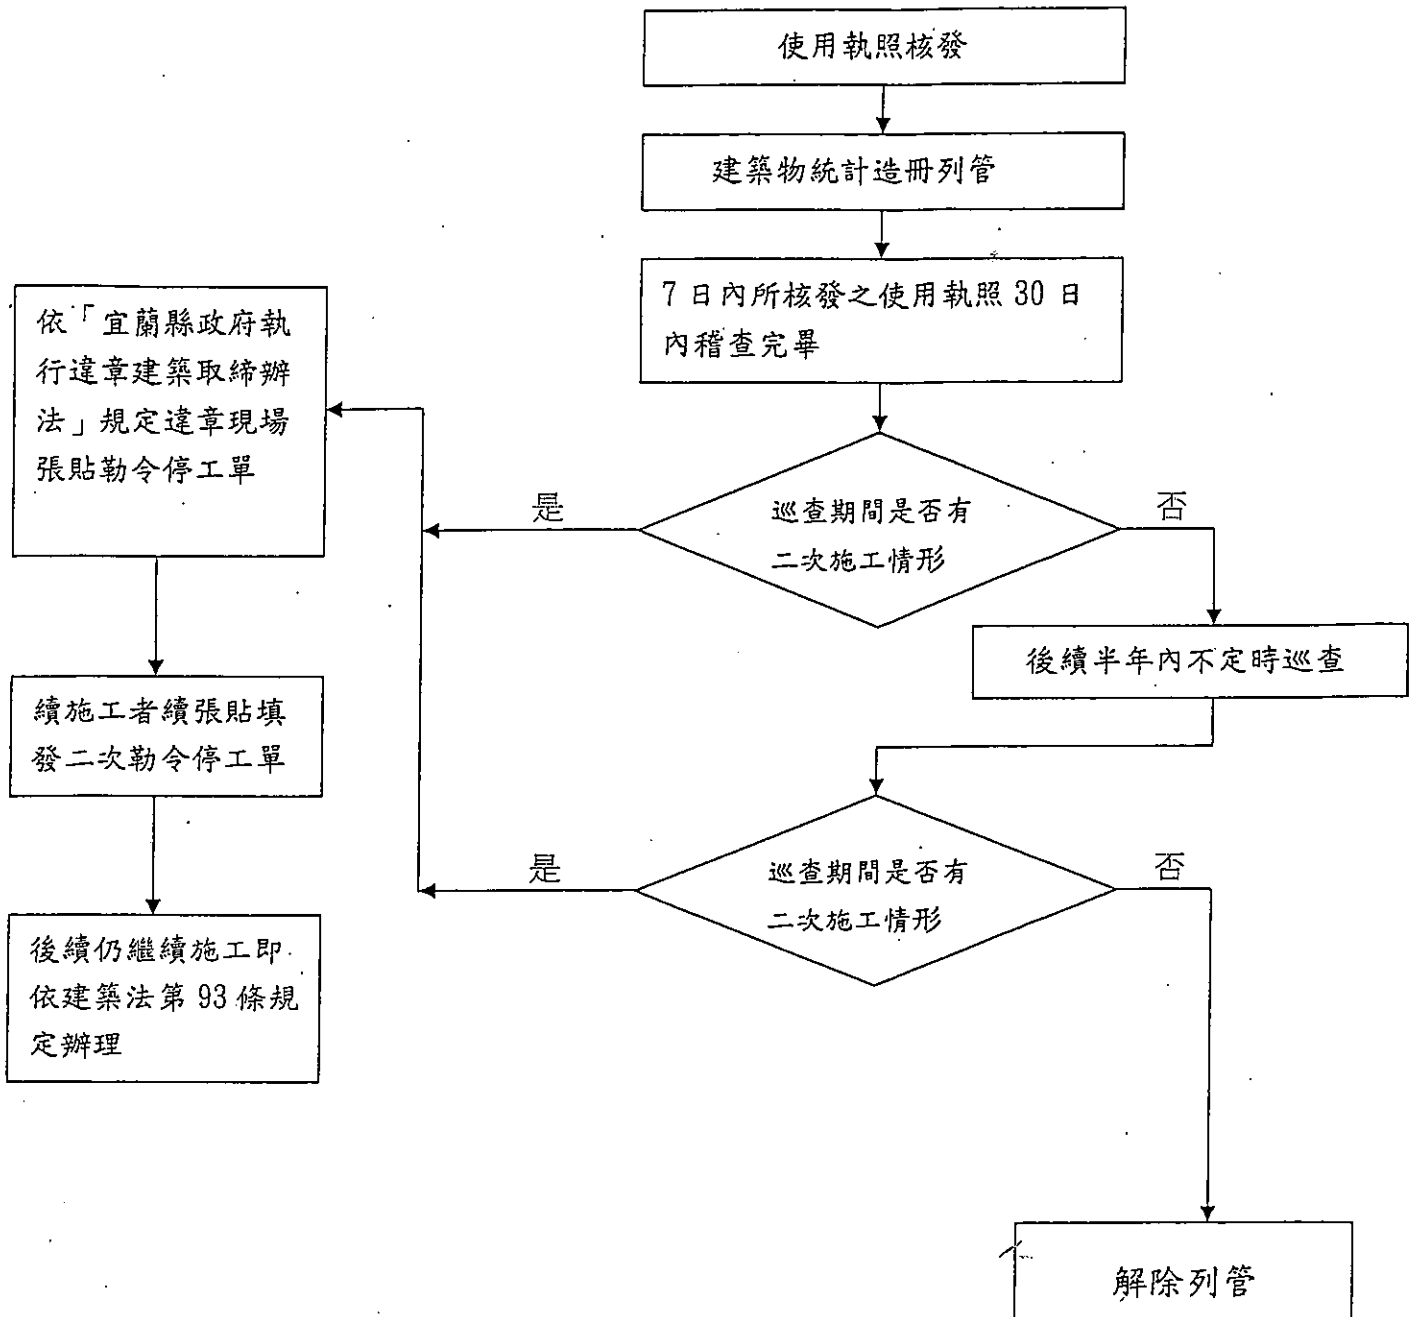 使用執照核發
建築物統計造冊列管
7日內所核發之使用執照 30 日
內稽查完畢
依「宜蘭縣政府執
行違章建築取締辦
法」規定違章現場
張貼勒令停工單
是
巡查期間是否有
二次施工情形
否
後續半年內不定時巡查
續施工者續張貼填
發二次勒令停工單
是
巡查期間是否有
二次施工情形
否
後續仍繼續施工即
依建築法第 93 條規
定辦理
解除列管